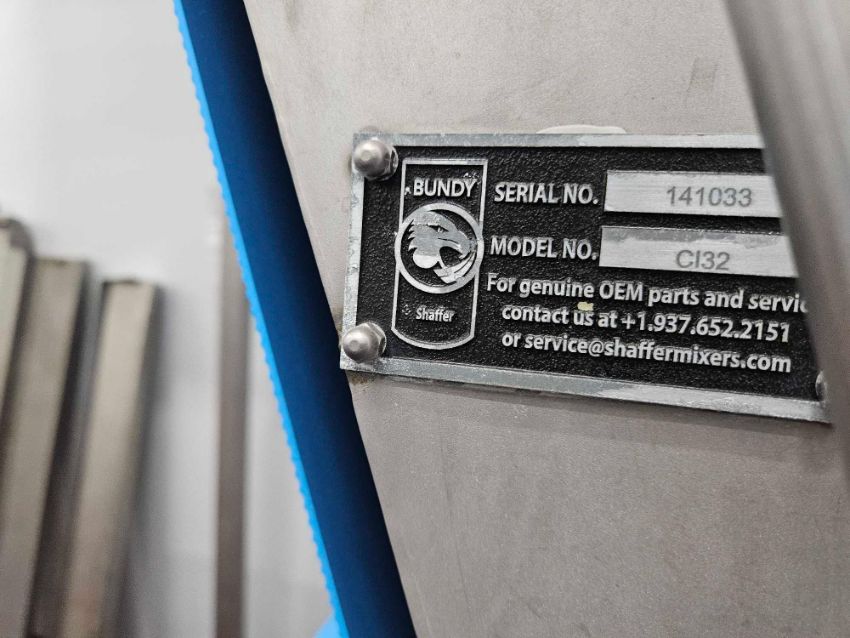 BUNDY
Shaffer
SERIAL NO. 141033
MODEL NO. CI32
For genuine OEM parts and servic
contact us at +1.937.652.2151
or service@shaffermixers.com